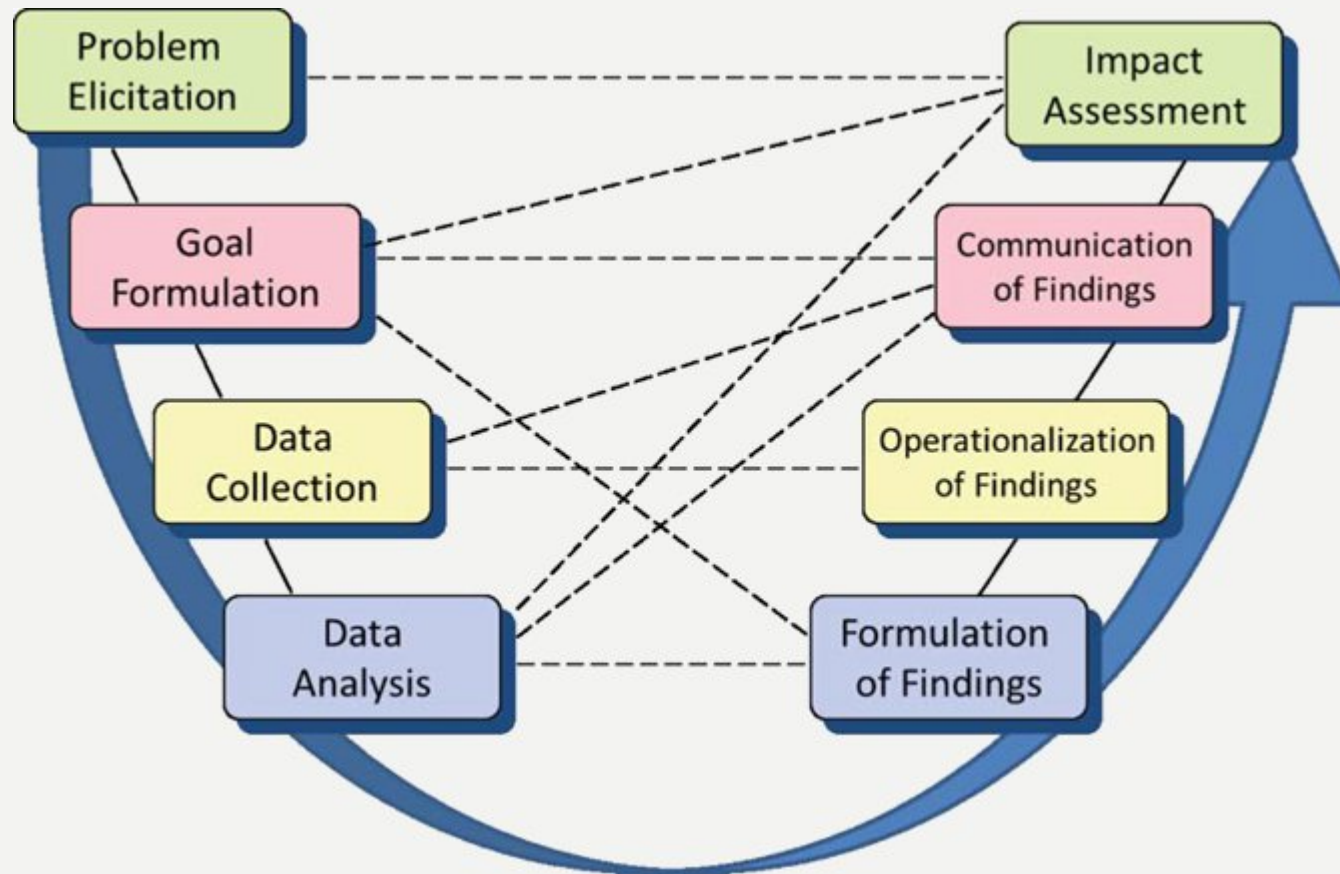 Problem
Elicitation
Impact
Assessment
Goal
Formulation
Communication
of Findings
Data
Collection
Operationalization
of Findings
Data
Analysis
Formulation
of Findings